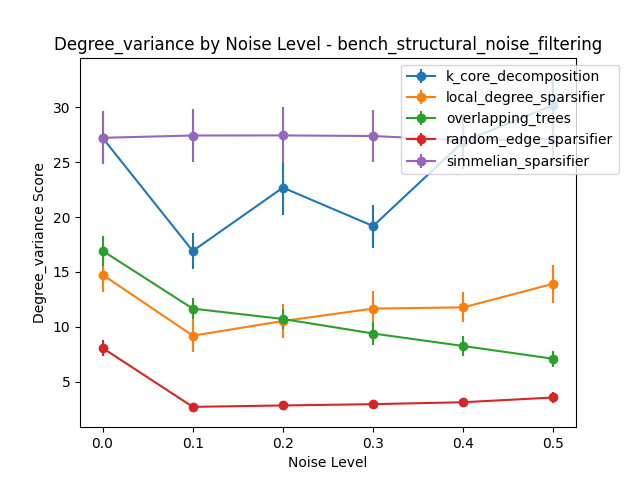 Degree_variance by Noise Level - bench_structural_noise_filtering
k_core_decomposition
local_degree_sparsifier
overlapping_trees
random_edge_sparsifier
simmelian_sparsifier
Degree_variance Score
30
25
20
15
10
5
0.0 0.1 0.2 0.3 0.4 0.5
Noise Level